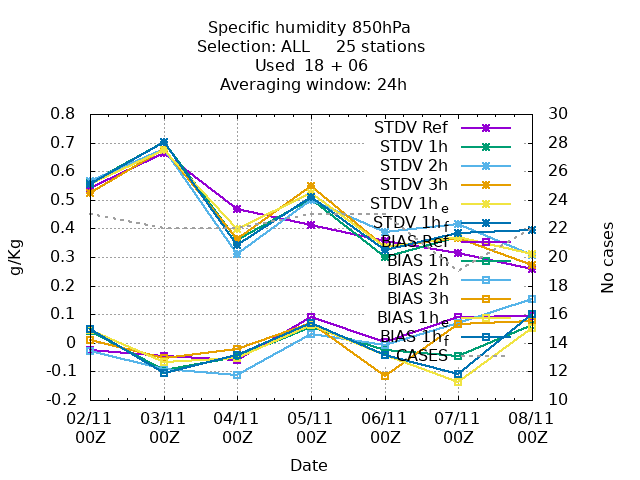 Specific humidity 850hPa
Selection: ALL 25 stations
Used 18 + 06
Averaging window: 24h
0.8
0.7
0.6
0.5
0.4
0.3
0.2
0.1
0
-0.1
-0.2
g/Kg
30
28
26
24
22
20
18
16
14
12
10
No cases
STDV Ref
STDV 1h
STDV 2h
STDV 3h
STDV 1h e
STDV 1h f
BIAS Ref
BIAS 1h
BIAS 2h
BIAS 3h
BIAS 1h e
BIAS 1h f
CASES
02/11 03/11 04/11 05/11 06/11 07/11 08/11
00Z 00Z 00Z 00Z 00Z 00Z 00Z
Date